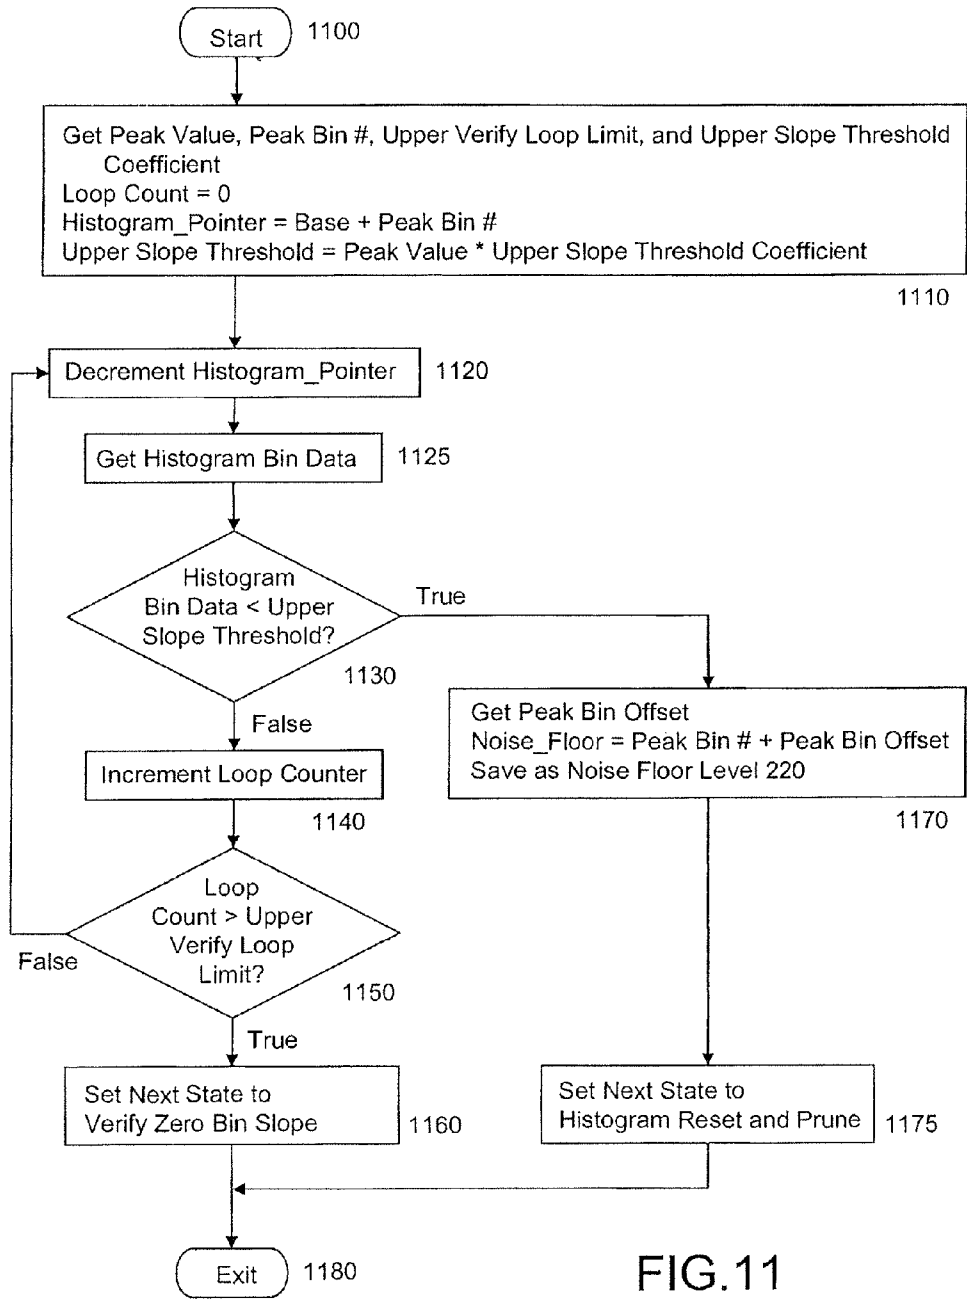 Start
1100
Get Peak Value, Peak Bin #, Upper Verify Loop Limit, and Upper Slope Threshold
Coefficient
Loop Count = 0
Histogram_Pointer = Base + Peak Bin #
Upper Slope Threshold = Peak Value * Upper Slope Threshold Coefficient
1110
Decrement Histogram_Pointer
1120
Get Histogram Bin Data
1125
Histogram
Bin Data < Upper
Slope Threshold?
1130
True
False
Increment Loop Counter
1140
Get Peak Bin Offset
Noise_Floor = Peak Bin # + Peak Bin Offset
Save as Noise Floor Level 220
1170
Loop
Count > Upper
Verify Loop
Limit?
1150
False
True
Set Next State to
Verify Zero Bin Slope
1160
Set Next State to
Histogram Reset and Prune
1175
Exit
1180
FIG.11